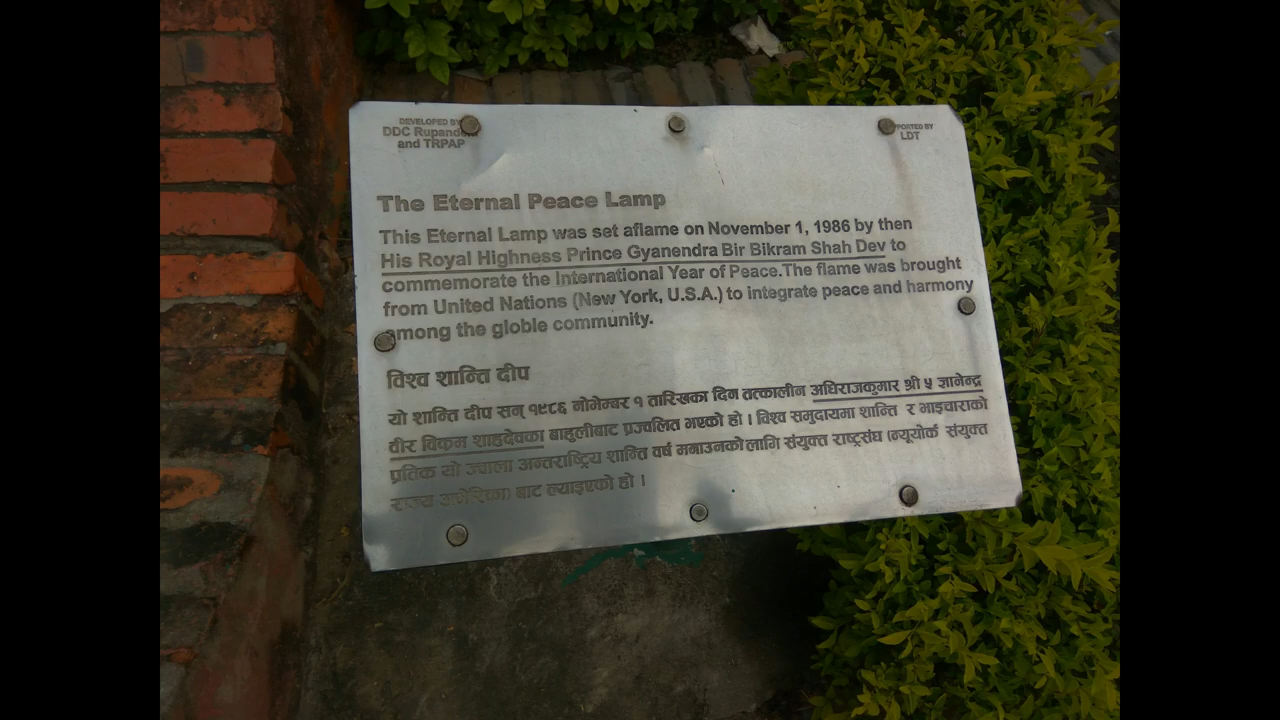 DEVELOPED BY
DDC Rupandehi
and TRPAP
PORTED BY
LDT
The Eternal Peace Lamp
This Eternal Lamp was set aflame on November 1, 1986 by then
His Royal Highness Prince Gyanendra Bir Bikram Shah Dev to
commemorate the International Year of Peace.The flame was brought
from United Nations (New York, U.S.A.) to integrate peace and harmony
among the globle community.
विश्व शान्ति दीप
यो शान्ति दीप सन् १९८६ नोभेम्बर १ तारिखका दिन तत्कालीन अधिराजकुमार श्री ५ ज्ञानेन्द्र
वीर विक्रम शाहदेवका बाहुलीबाट प्रज्वलित भएको हो । विश्व समुदायमा शान्ति र भाइचाराको
प्रतिक यो ज्वाला अन्तराष्ट्रिय शान्ति वर्ष मनाउनको लागि संयुक्त राष्ट्रसंघ (न्यूयोर्क संयुक्त
राज्य अमेरिका) बाट ल्याइएको हो ।